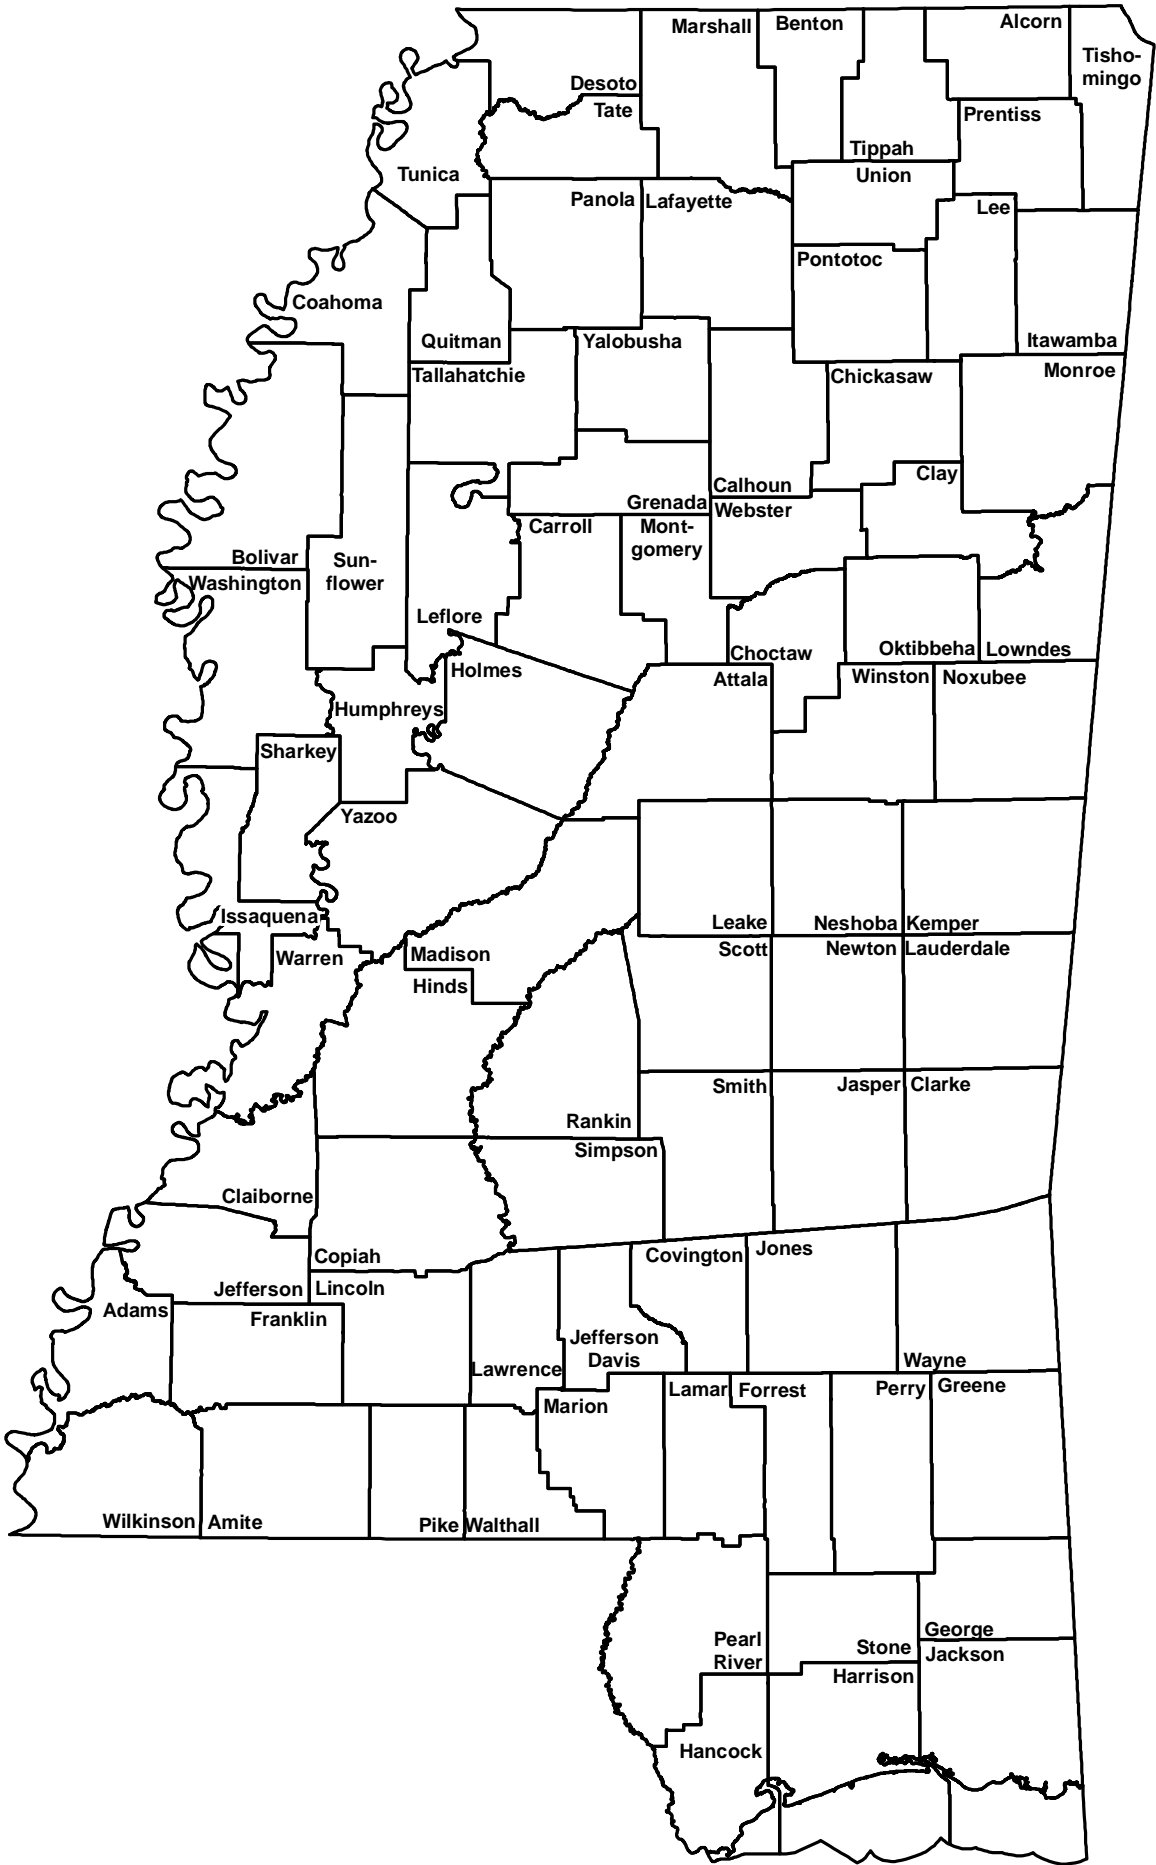 Marshall
Benton
Alcorn
Tisho-
mingo
Desoto
Tate
Prentiss
Tippah
Tunica
Union
Panola
Lafayette
Lee
Pontotoc
Coahoma
Quitman
Yalobusha
Itawamba
Tallahatchie
Chickasaw
Monroe
Clay
Calhoun
Grenada
Webster
Carroll
Mont-
gomery
Bolivar
Sun-
flower
Washington
Leflore
Choctaw
Oktibbeha
Lowndes
Holmes
Attala
Winston
Noxubee
Humphreys
Sharkey
Yazoo
Issaquena
Leake
Neshoba
Kemper
Warren
Madison
Scott
Newton
Lauderdale
Hinds
Smith
Jasper
Clarke
Rankin
Simpson
Claiborne
Copiah
Covington
Jones
Jefferson
Lincoln
Adams
Franklin
Jefferson
Davis
Lawrence
Wayne
Lamar
Forrest
Perry
Greene
Marion
Wilkinson
Amite
Pike
Walthall
Pearl
River
Stone
George
Jackson
Harrison
Hancock